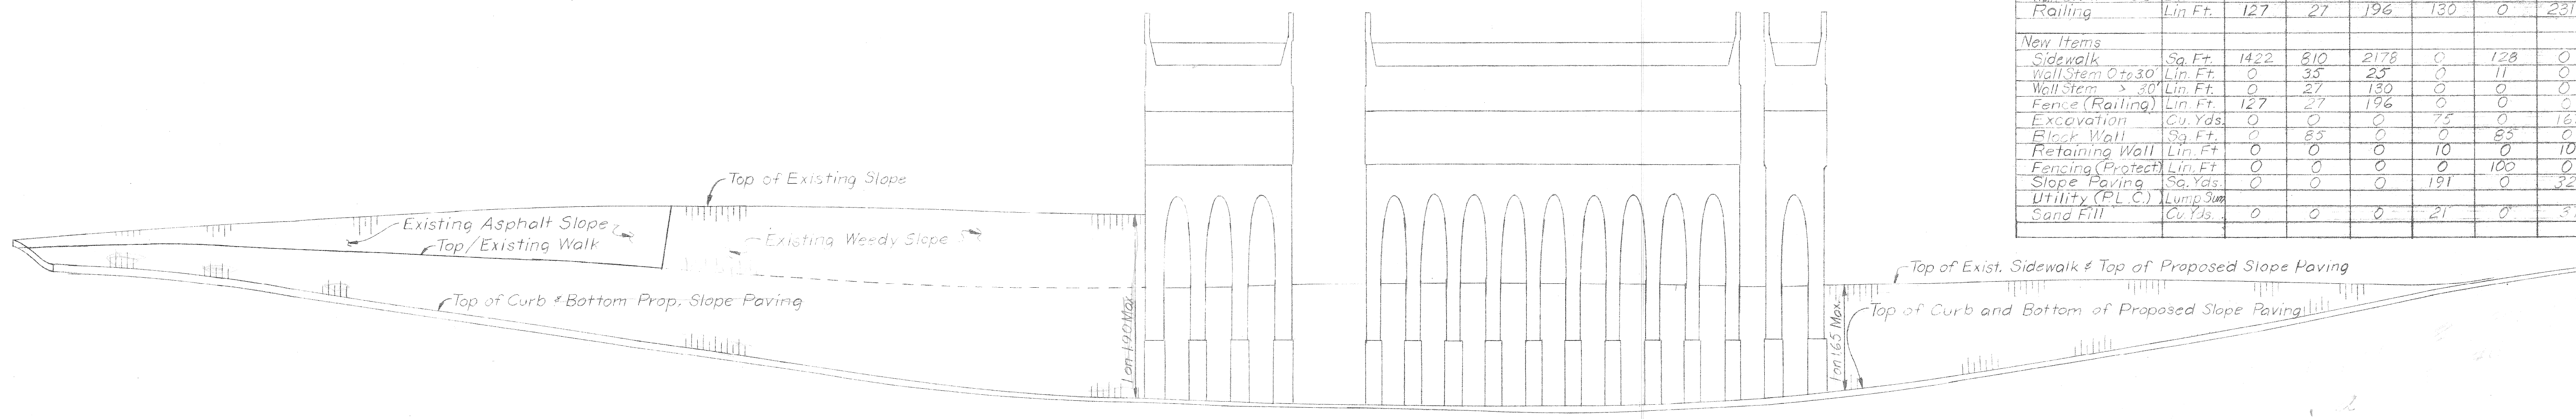 Railing Lin Ft. 127 27 196 130 0 231
New Items
Sidewalk Sq. Ft. 1422 810 2178 0 128 0
Wall Stem 0 to 3.0' Lin. Ft. 0 35 25 0 11 0
Wall Stem > 3.0' Lin. Ft. 0 27 130 0 0 0
Fence (Railing) Lin. Ft. 127 27 196 0 0 0
Excavation Cu. Yds. 0 0 0 75 0 16
Block Wall Sq. Ft. 0 85 0 0 85 0
Retaining Wall Lin. Ft 0 0 0 10 0 10
Fencing (Protect) Lin. Ft 0 0 0 0 100 0
Slope Paving Sq. Yds. 0 0 0 191 0 32
Utility (P.L.C.) Lump Sum
Sand Fill Cu. Yds. 0 0 0 21 0 3
Top of Existing Slope
Existing Asphalt Slope
Top/Existing Walk
Existing Weedy Slope
Top of Curb & Bottom Prop. Slope Paving
1 on 1.90 Max.
1 on 1.65 Max.
Top of Exist. Sidewalk & Top of Proposed Slope Paving
Top of Curb and Bottom of Proposed Slope Paving